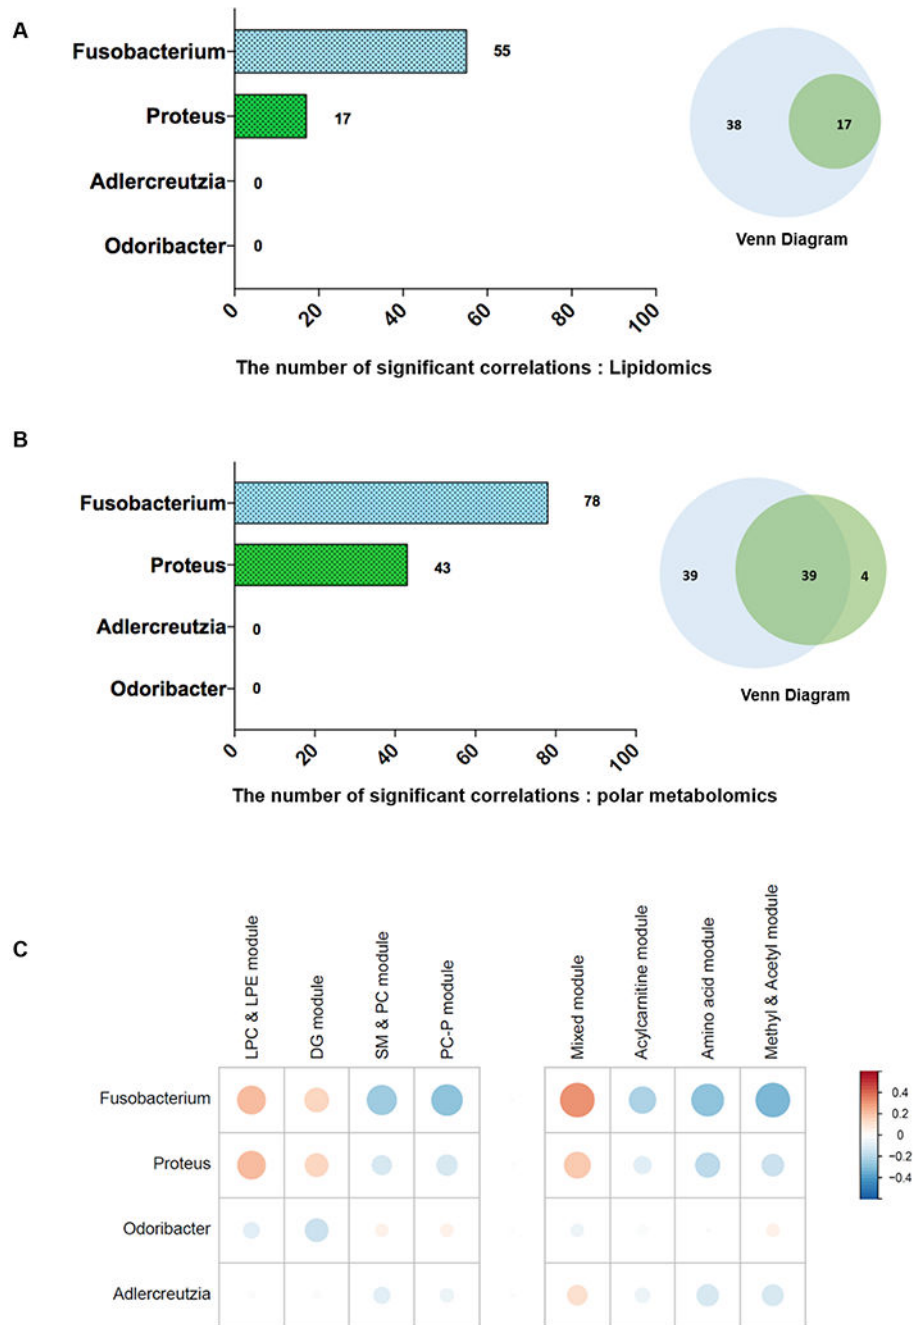 A
Fusobacterium
55
Proteus
17
Adlercreutzia
0
Odoribacter
0
0
20
40
60
80
100
The number of significant correlations : Lipidomics
38
17
Venn Diagram
B
Fusobacterium
78
Proteus
43
Adlercreutzia
0
Odoribacter
0
0
20
40
60
80
100
The number of significant correlations : polar metabolomics
39
39
4
Venn Diagram
C
LPC & LPE module
DG module
SM & PC module
PC-P module
Mixed module
Acylcarnitine module
Amino acid module
Methyl & Acetyl module
Fusobacterium
Proteus
Odoribacter
Adlercreutzia
0.4
0.2
0
−0.2
−0.4